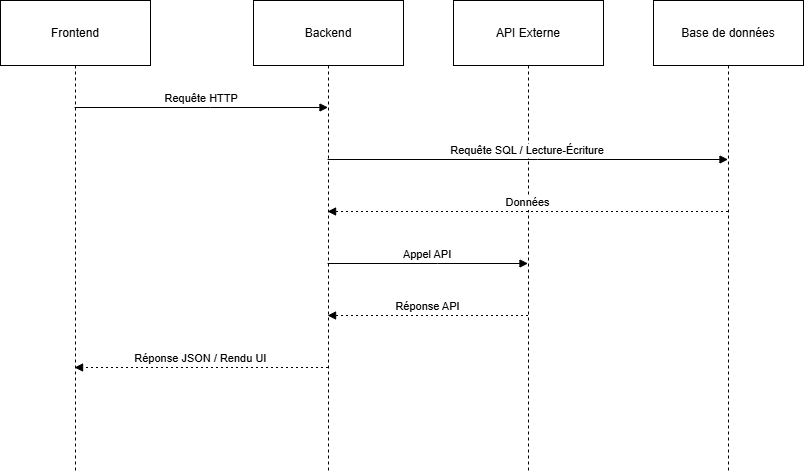 Frontend
Backend
API Externe
Base de données
Requête HTTP
Requête SQL / Lecture-Écriture
Données
Appel API
Réponse API
Réponse JSON / Rendu UI